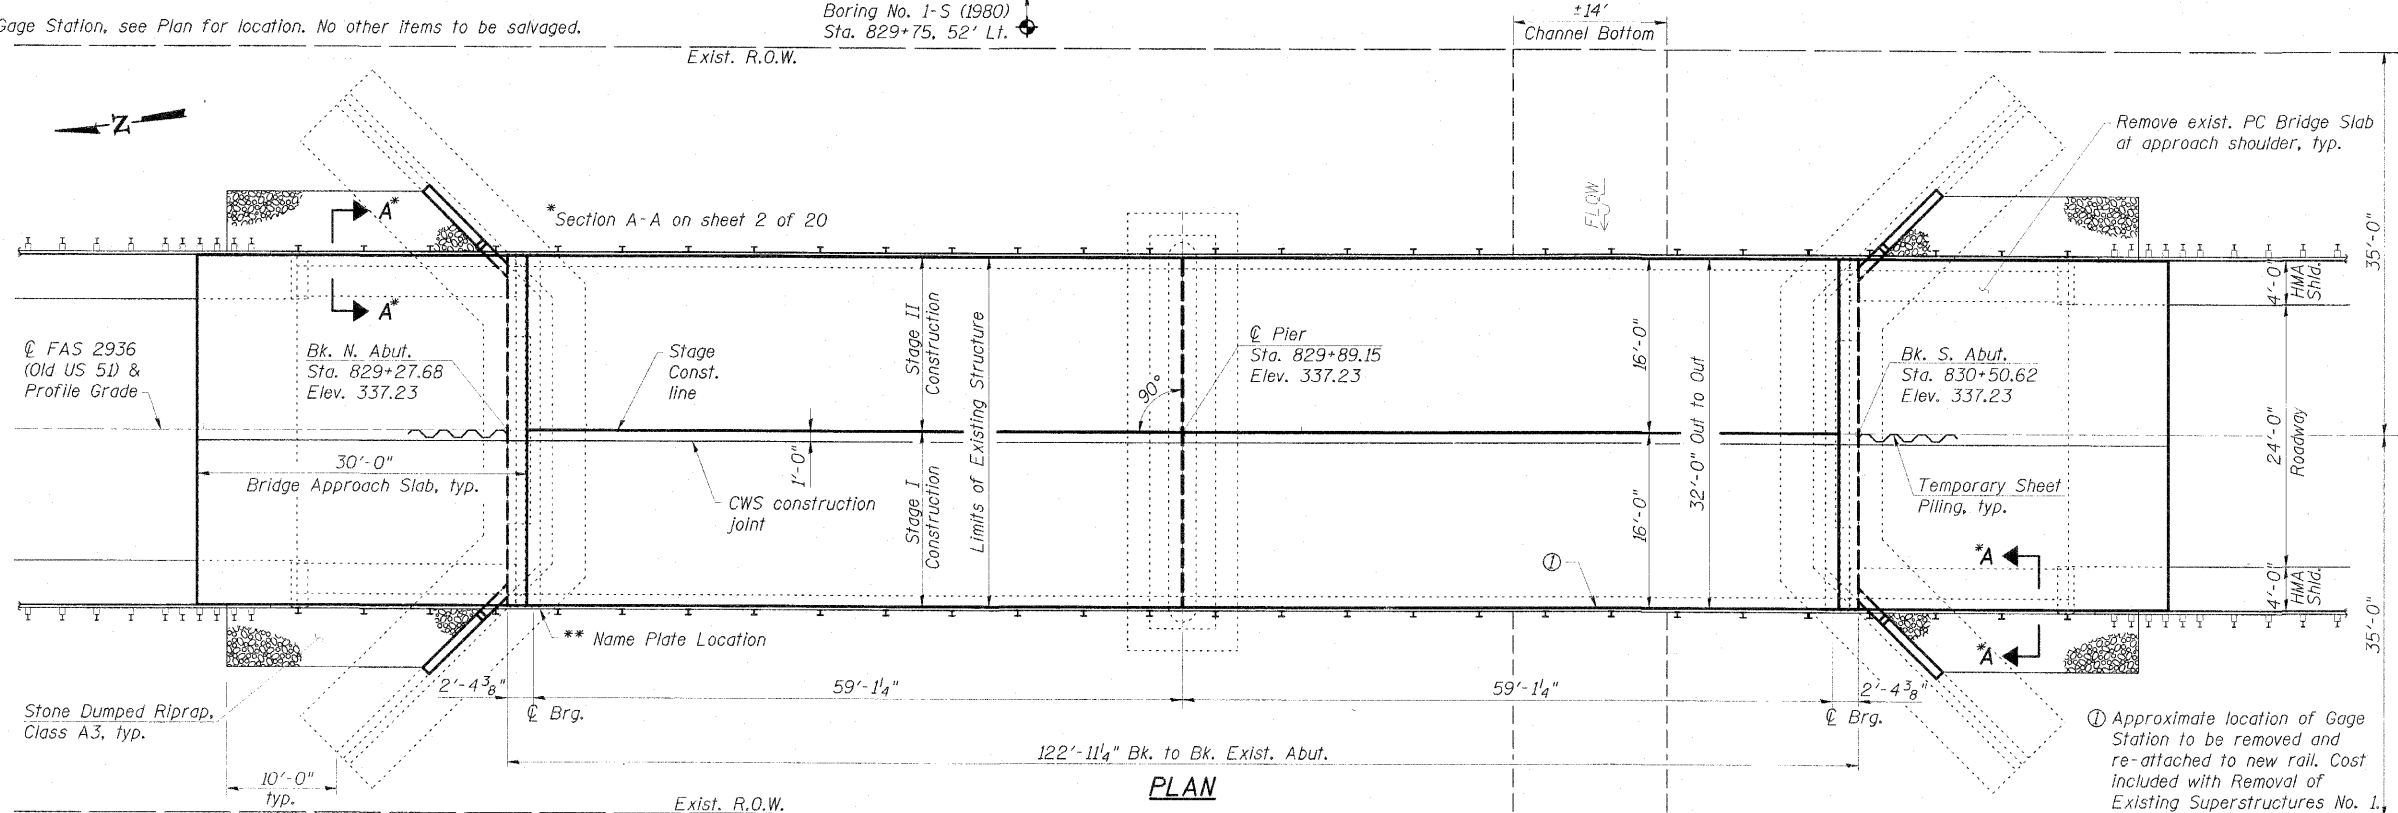 Gage Station, see Plan for location. No other items to be salvaged.
Boring No. 1-S (1980)
Sta. 829+75, 52' Lt.
±14'
Channel Bottom
Exist. R.O.W.
N
Remove exist. PC Bridge Slab
at approach shoulder, typ.
FLOW
A*
*Section A-A on sheet 2 of 20
A*
35'-0"
4'-0"
HMA
Shld.
℄ FAS 2936
(Old US 51) &
Profile Grade
Bk. N. Abut.
Sta. 829+27.68
Elev. 337.23
Stage
Const.
line
Stage II
Construction
Limits of Existing Structure
90°
℄ Pier
Sta. 829+89.15
Elev. 337.23
16'-0"
32'-0" Out to Out
Bk. S. Abut.
Sta. 830+50.62
Elev. 337.23
24'-0"
Roadway
30'-0"
Bridge Approach Slab, typ.
1'-0"
CWS construction
joint
Stage I
Construction
16'-0"
Temporary Sheet
Piling, typ.
①
*A
*A
4'-0"
HMA
Shld.
35'-0"
** Name Plate Location
Stone Dumped Riprap,
Class A3, typ.
2'-4⅜"
59'-1¼"
59'-1¼"
2'-4⅜"
℄ Brg.
℄ Brg.
122'-11¼" Bk. to Bk. Exist. Abut.
10'-0"
typ.
PLAN
Exist. R.O.W.
① Approximate location of Gage
Station to be removed and
re-attached to new rail. Cost
included with Removal of
Existing Superstructures No. 1.